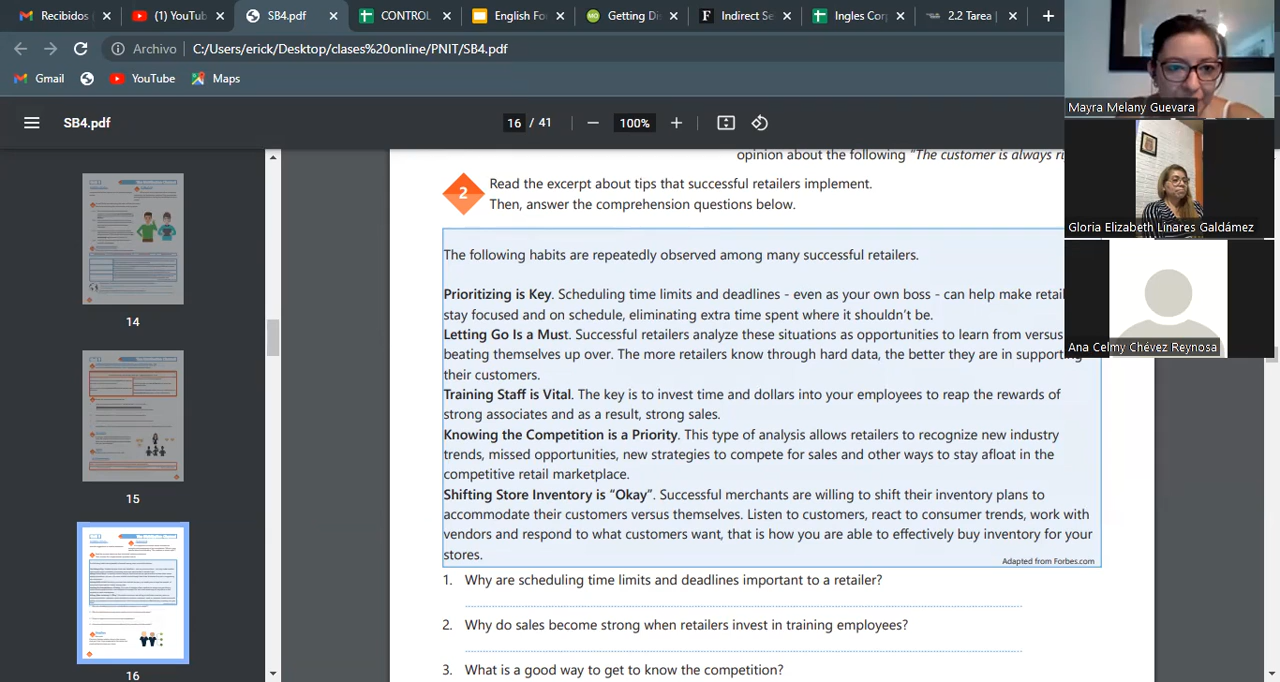 Recibidos
(1) YouTu
SB4.pdf
CONTROL
English Fo
Getting Di
Indirect Se
Ingles Cor
2.2 Tarea |
Archivo
C:/Users/erick/Desktop/clases%20online/PNIT/SB4.pdf
Gmail
YouTube
Maps
SB4.pdf
16 / 41
100%
Mayra Melany Guevara
Gloria Elizabeth Linares Galdámez
Ana Celmy Chévez Reynosa
14
15
16
opinion about the following "The customer is always ri
2
Read the excerpt about tips that successful retailers implement.
Then, answer the comprehension questions below.
The following habits are repeatedly observed among many successful retailers.
Prioritizing is Key. Scheduling time limits and deadlines - even as your own boss - can help make retail
stay focused and on schedule, eliminating extra time spent where it shouldn't be.
Letting Go Is a Must. Successful retailers analyze these situations as opportunities to learn from versus
beating themselves up over. The more retailers know through hard data, the better they are in supporting
their customers.
Training Staff is Vital. The key is to invest time and dollars into your employees to reap the rewards of
strong associates and as a result, strong sales.
Knowing the Competition is a Priority. This type of analysis allows retailers to recognize new industry
trends, missed opportunities, new strategies to compete for sales and other ways to stay afloat in the
competitive retail marketplace.
Shifting Store Inventory is "Okay". Successful merchants are willing to shift their inventory plans to
accommodate their customers versus themselves. Listen to customers, react to consumer trends, work with
vendors and respond to what customers want, that is how you are able to effectively buy inventory for your
stores.
Adapted from Forbes.com
1. Why are scheduling time limits and deadlines important to a retailer?
2. Why do sales become strong when retailers invest in training employees?
3. What is a good way to get to know the competition?